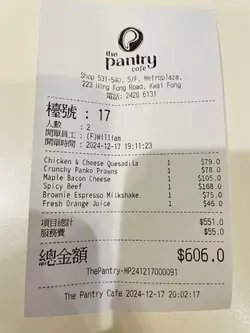 the
pantry
cafe
Shop 531-540, 5/F, Metroplaza,
223 Hing Fong Road, Kwai Fong
電話: 2426 6131
檯號 : 17
人數 : 2
開單員工 : (F)William
開單時間 : 2024-12-17 19:11:23
Chicken & Cheese Quesadila 1 $79.0
Crunchy Panko Prawns 1 $78.0
Maple Bacon Cheese 1 $105.0
Spicy Beef 1 $168.0
Brownie Espresso Milkshake 1 $75.0
Fresh Orange Juice 1 $46.0
項目總計 $551.0
服務費 $55.0
總金額 $606.0
ThePantry-MP241217000091
The Pantry Cafe 2024-12-17 20:02:17